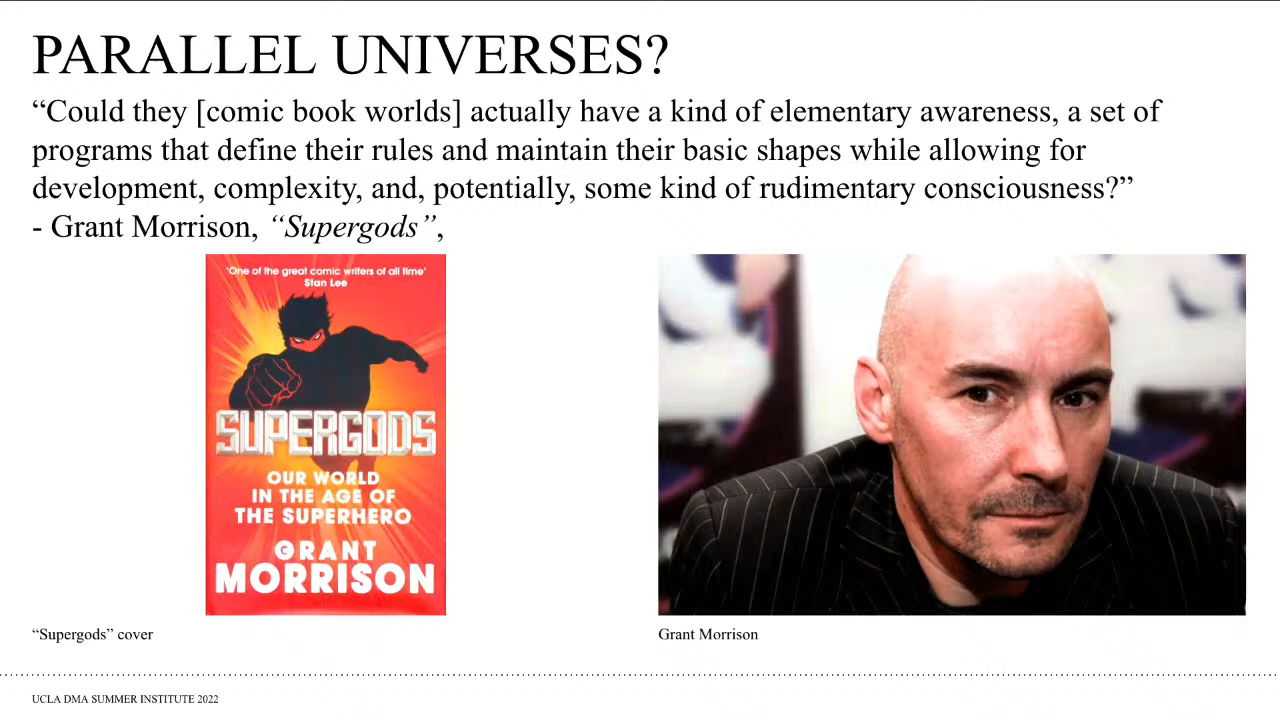 PARALLEL UNIVERSES?
“Could they [comic book worlds] actually have a kind of elementary awareness, a set of
programs that define their rules and maintain their basic shapes while allowing for
development, complexity, and, potentially, some kind of rudimentary consciousness?”
- Grant Morrison, “Supergods”,
‘One of the great comic writers of all time’
Stan Lee
SUPERGODS
OUR WORLD
IN THE AGE OF
THE SUPERHERO
GRANT
MORRISON
“Supergods” cover
Grant Morrison
UCLA DMA SUMMER INSTITUTE 2022